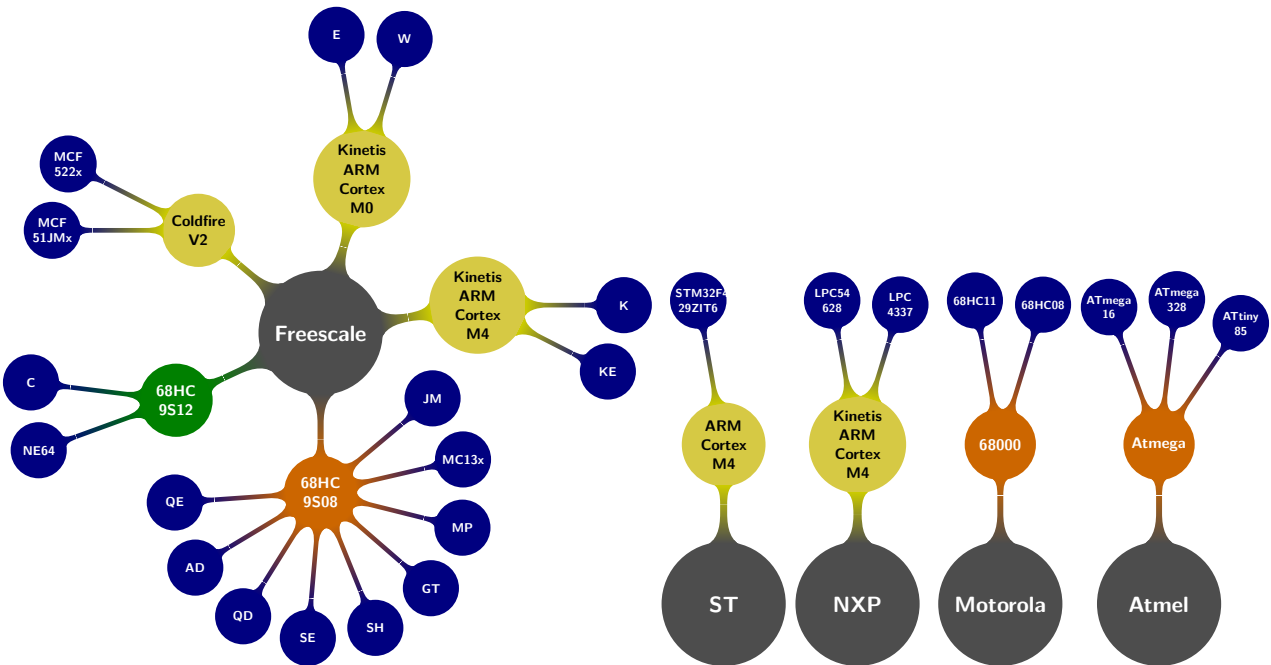 E
W
Kinetis
ARM
Cortex
M0
MCF
522x
MCF
51JMx
Coldfire
V2
Kinetis
ARM
Cortex
M4
K
KE
Freescale
C
NE64
68HC
9S12
68HC
9S08
JM
MC13x
MP
GT
SH
SE
QD
AD
QE
STM32F4
29ZIT6
ARM
Cortex
M4
ST
LPC54
628
LPC
4337
Kinetis
ARM
Cortex
M4
NXP
68HC11
68HC08
68000
Motorola
ATmega
16
ATmega
328
ATtiny
85
Atmega
Atmel